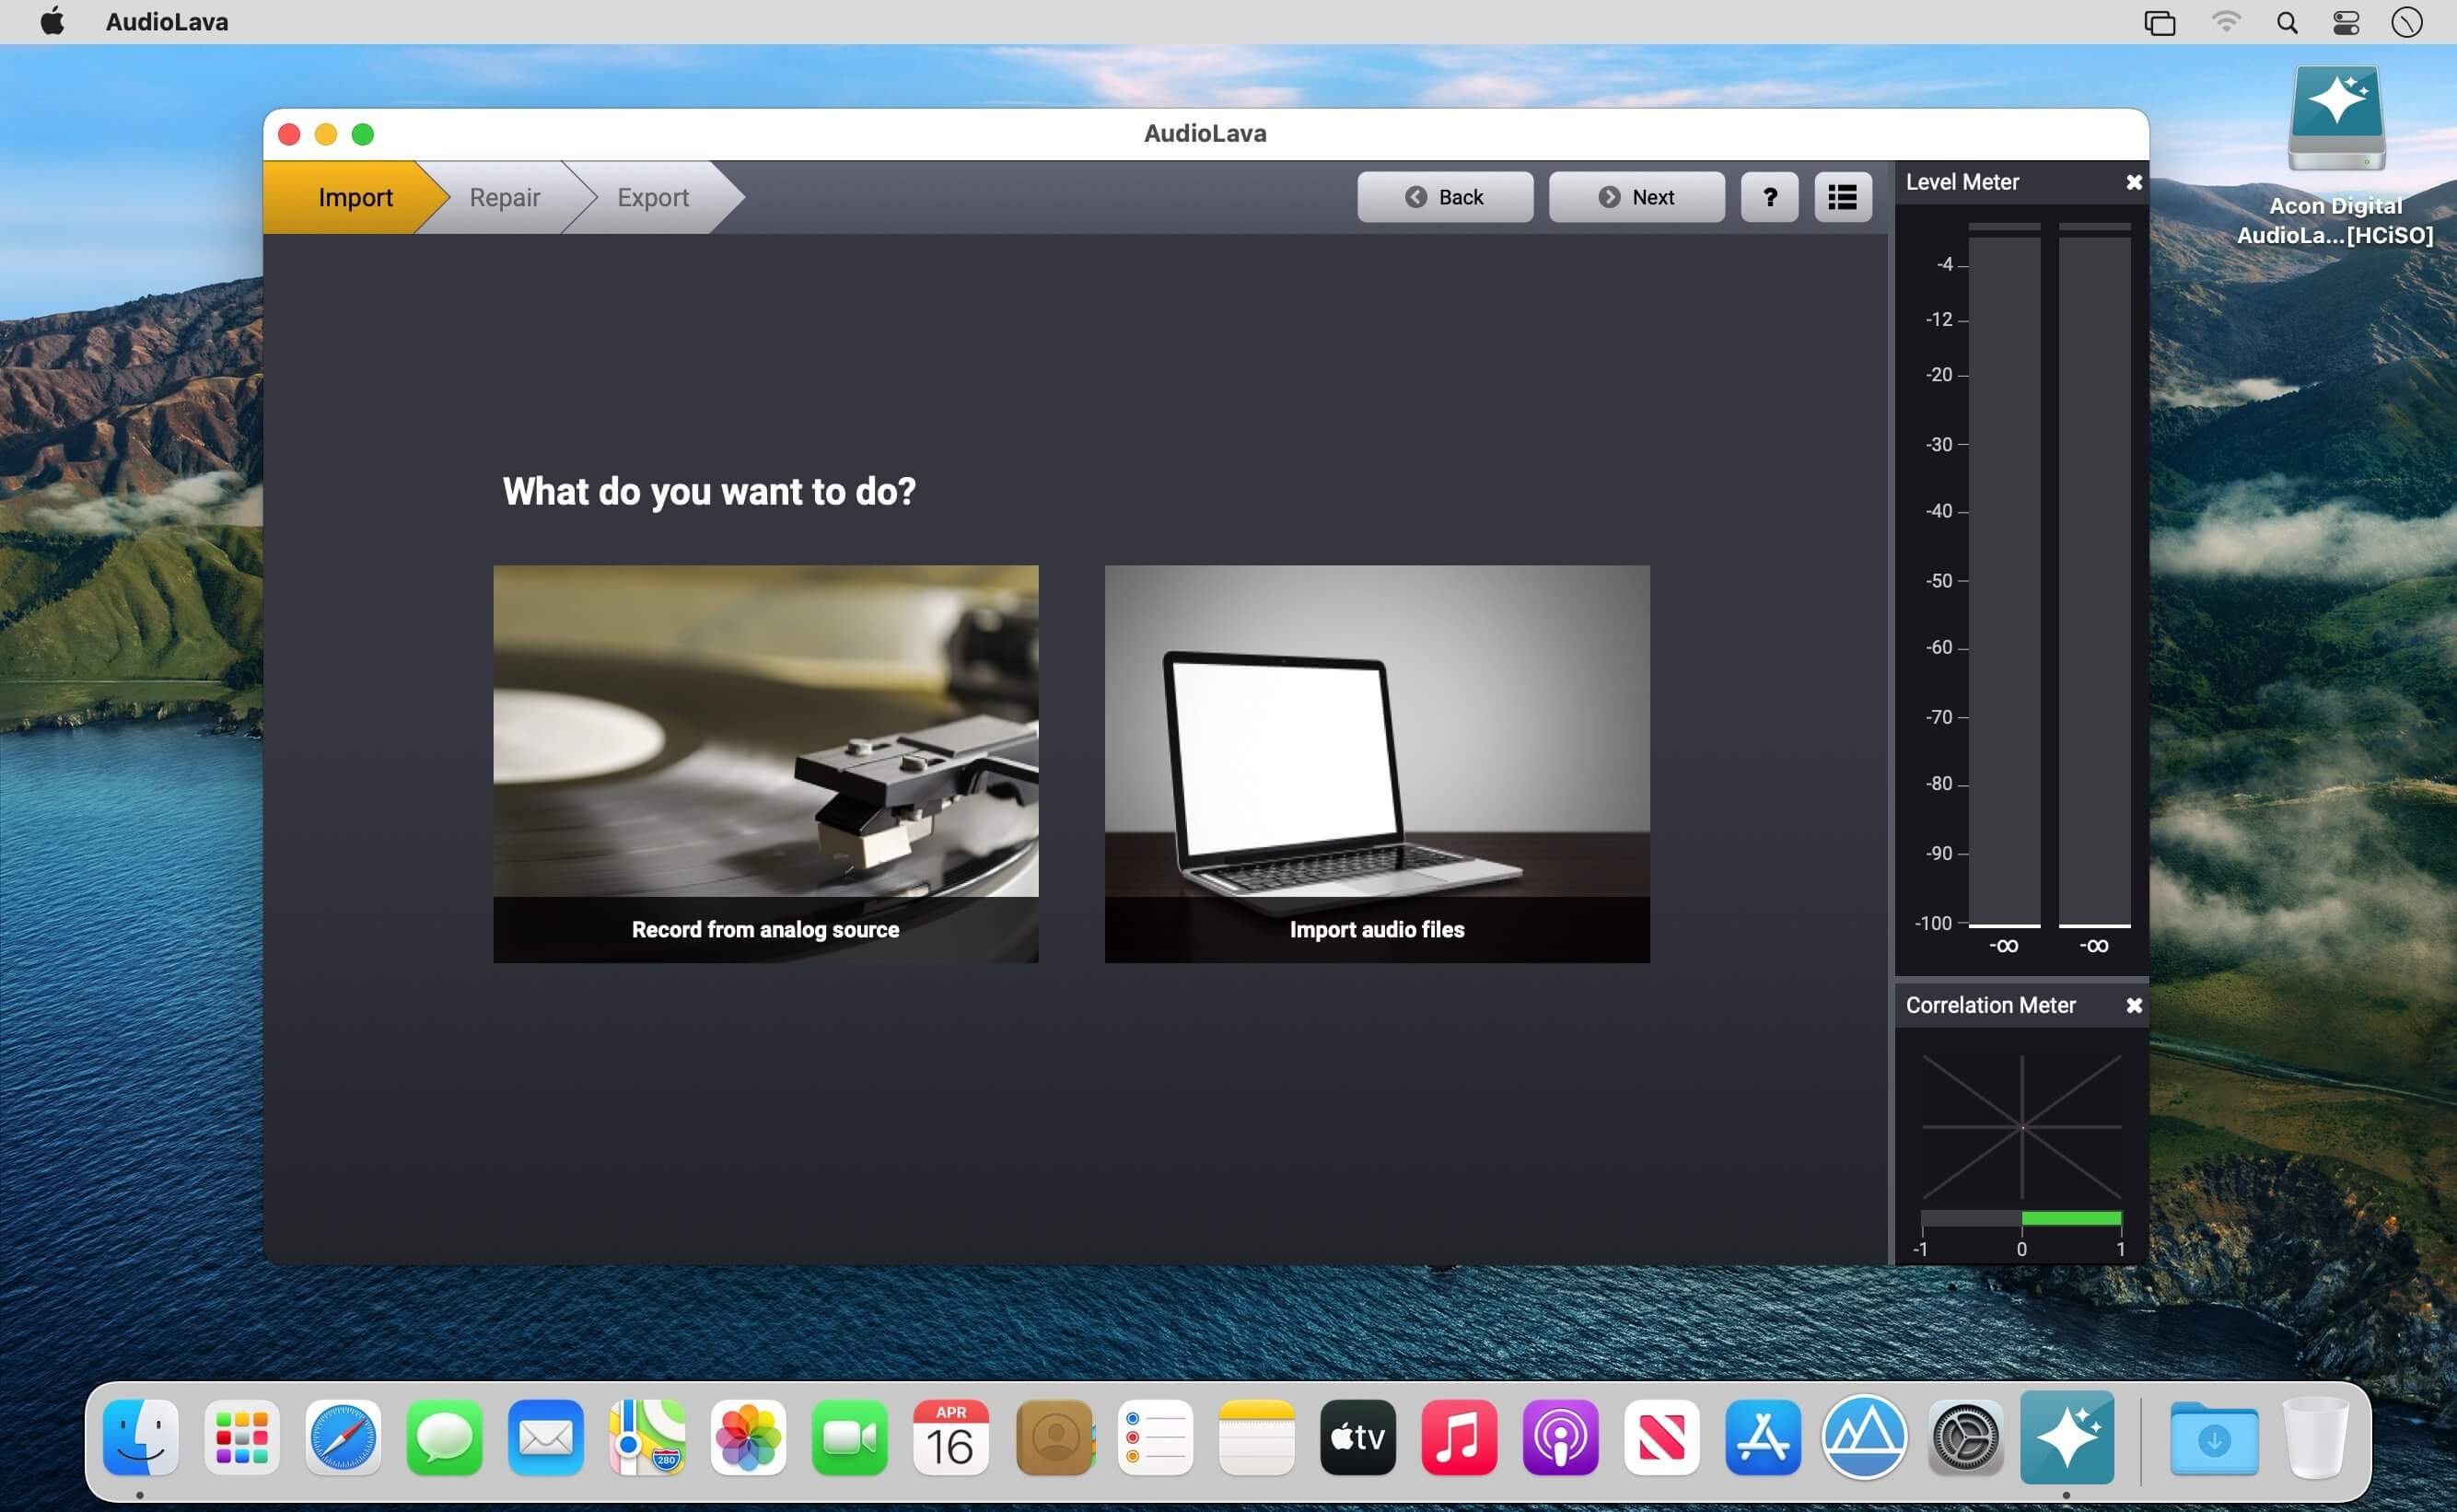 AudioLava
Acon Digital
AudioLa...[HCiSO]
AudioLava
Import
Repair
Export
Back
Next
?
Level Meter
-4
-12
-20
-30
-40
-50
-60
-70
-80
-90
-100
-∞ -∞
What do you want to do?
Record from analog source
Import audio files
Correlation Meter
-1 0 1
280
APR
16
tv